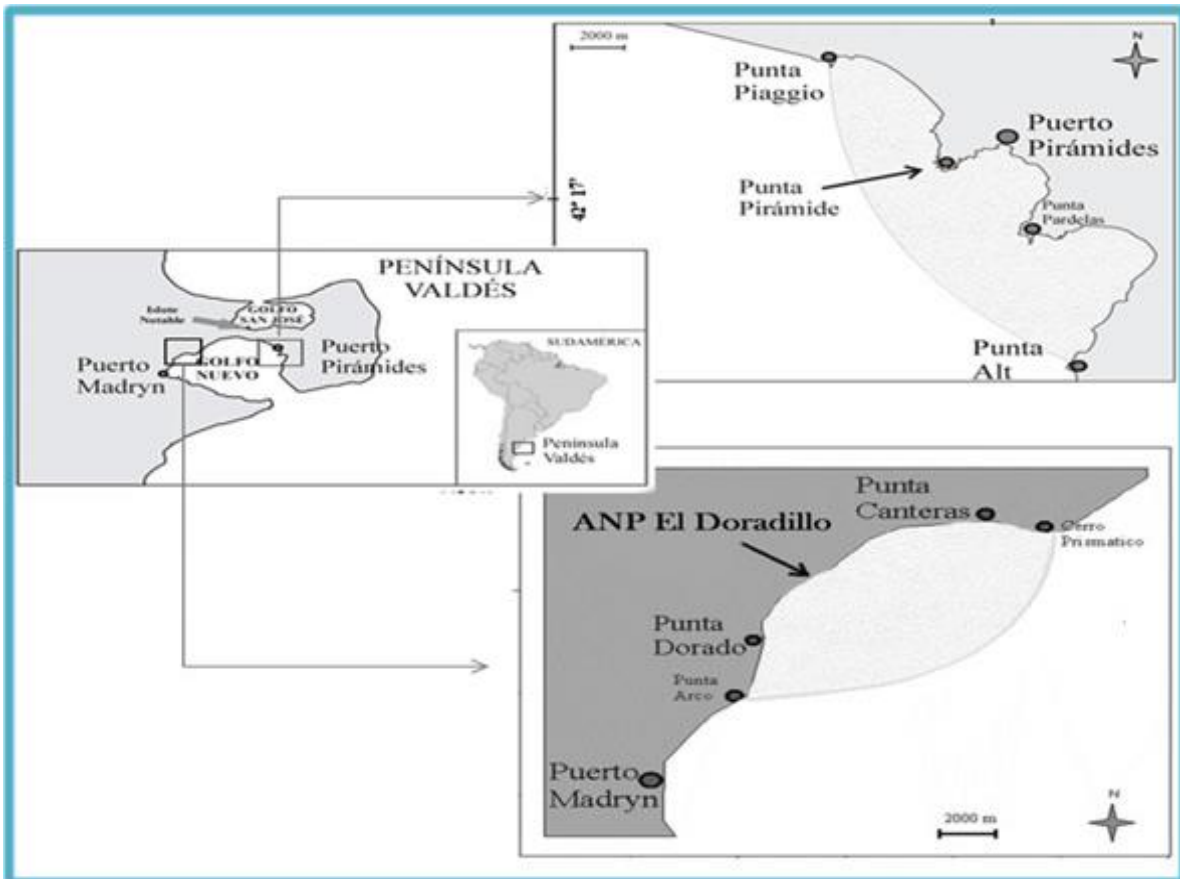 2000 m
N
Punta
Piaggio
Puerto
Pirámides
Punta
Pirámide
Punta
Pardelas
42° 17'
Punta
Alt
PENÍNSULA
VALDÉS
GOLFO
SAN JOSÉ
Notable
Puerto
Pirámides
Puerto
Madryn
GOLFO
NUEVO
SUDAMERICA
Península
Valdés
Punta
Canteras
ANP El Doradillo
Cerro
Prismatico
Punta
Dorado
Punta
Arco
Puerto
Madryn
2000 m
N